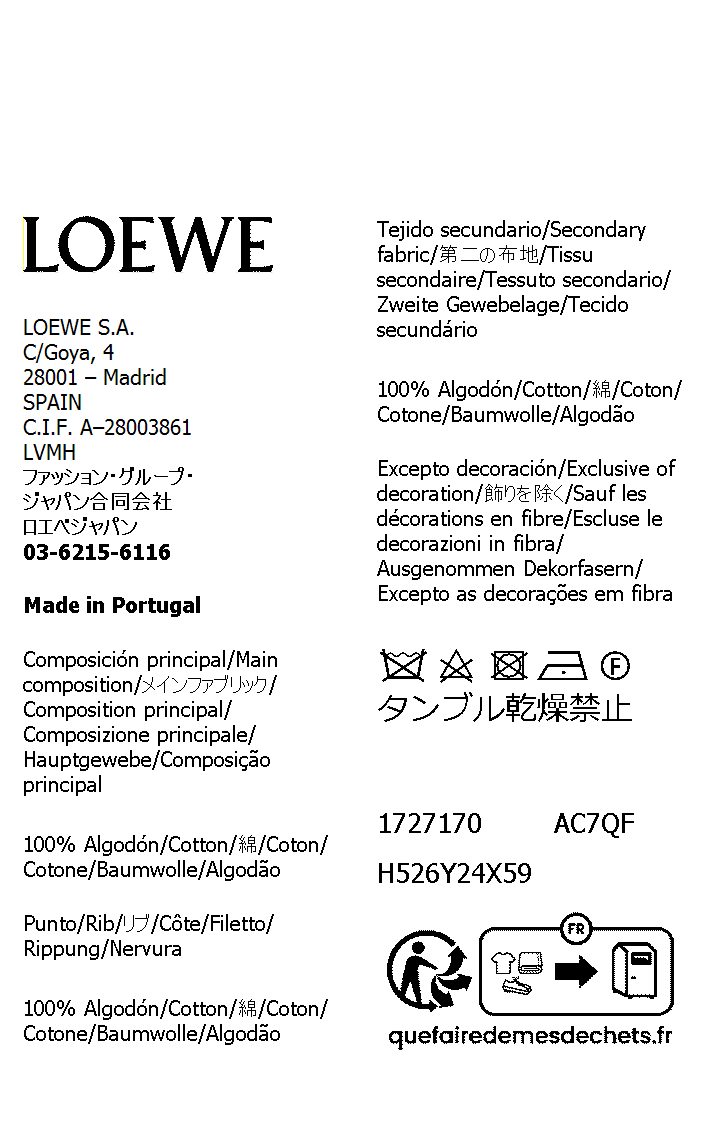 LOEWE
LOEWE S.A.
C/Goya, 4
28001 – Madrid
SPAIN
C.I.F. A–28003861
LVMH
ファッション・グループ・
ジャパン合同会社
ロエベジャパン
03-6215-6116
Made in Portugal
Composición principal/Main
composition/メインファブリック/
Composition principal/
Composizione principale/
Hauptgewebe/Composição
principal
100% Algodón/Cotton/綿/Coton/
Cotone/Baumwolle/Algodão
Punto/Rib/リブ/Côte/Filetto/
Rippung/Nervura
100% Algodón/Cotton/綿/Coton/
Cotone/Baumwolle/Algodão
Tejido secundario/Secondary
fabric/第二の布地/Tissu
secondaire/Tessuto secondario/
Zweite Gewebelage/Tecido
secundário
100% Algodón/Cotton/綿/Coton/
Cotone/Baumwolle/Algodão
Excepto decoración/Exclusive of
decoration/飾りを除く/Sauf les
décorations en fibre/Escluse le
decorazioni in fibra/
Ausgenommen Dekorfasern/
Excepto as decorações em fibra
F
タンブル乾燥禁止
1727170 AC7QF
H526Y24X59
FR
quefairedemesdechets.fr